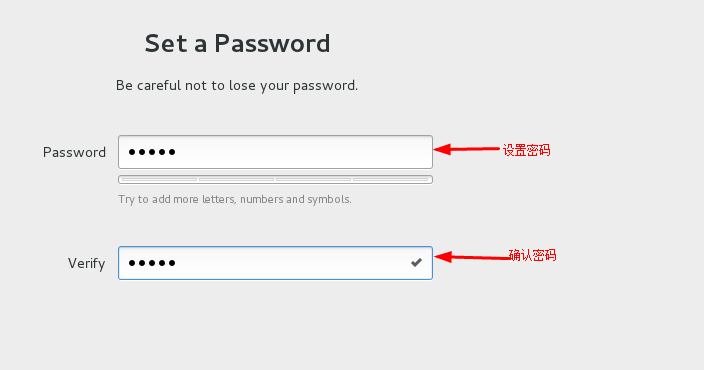 Set a Password
Be careful not to lose your password.
Password ●●●●● 设置密码
Try to add more letters, numbers and symbols.
Verify ●●●●● 确认密码